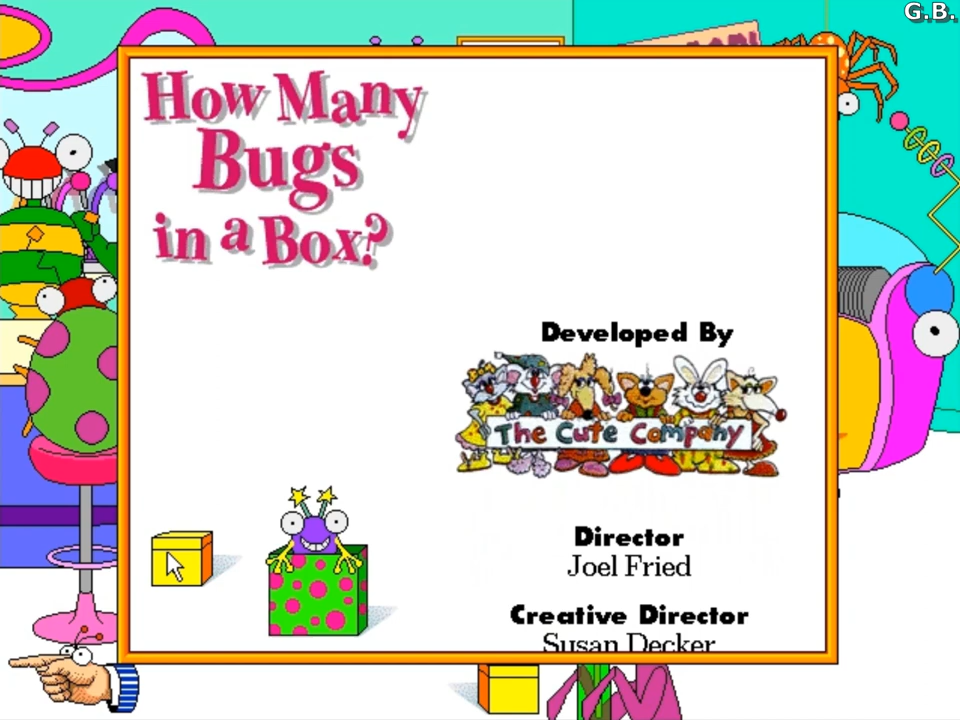 G.B.
How Many
Bugs
in a Box?
Developed By
The Cute Company
Director
Joel Fried
Creative Director
Susan Decker